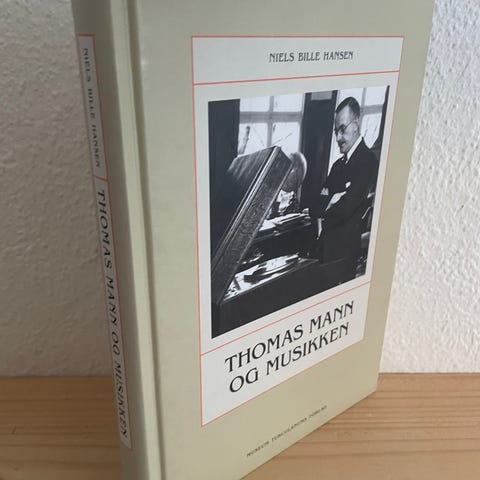 NIELS BILLE HANSEN
THOMAS MANN
OG MUSIKKEN
MUSEUM TUSCULANUMS FORLAG
NIELS BILLE HANSEN / THOMAS MANN OG MUSIKKEN